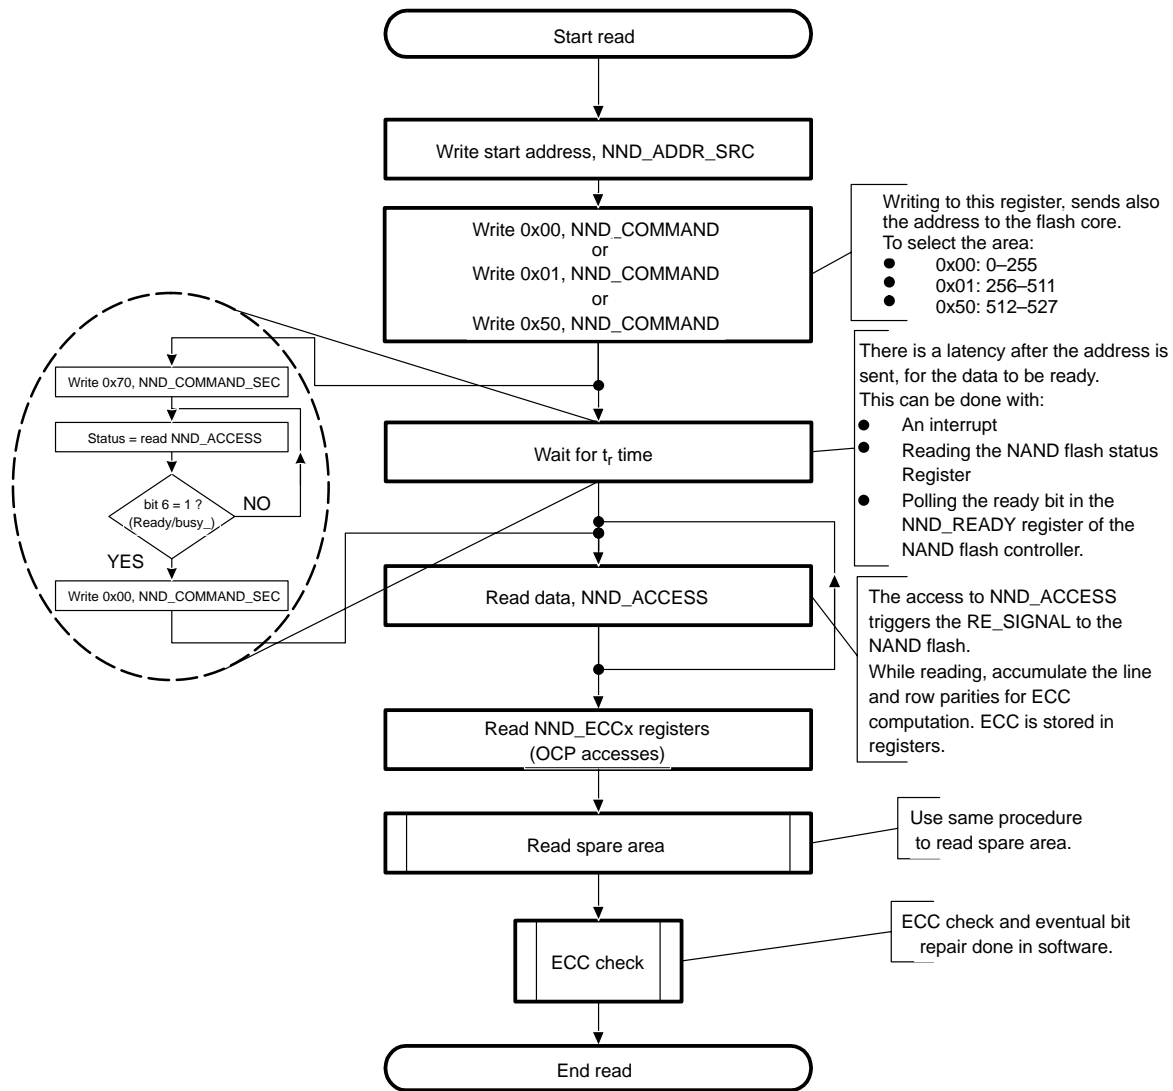 Start read
Write start address, NND_ADDR_SRC
Write 0x00, NND_COMMAND
or
Write 0x01, NND_COMMAND
or
Write 0x50, NND_COMMAND
Writing to this register, sends also
the address to the flash core.
To select the area:
● 0x00: 0–255
● 0x01: 256–511
● 0x50: 512–527
Write 0x70, NND_COMMAND_SEC
Status = read NND_ACCESS
bit 6 = 1 ?
(Ready/busy_)
NO
YES
Write 0x00, NND_COMMAND_SEC
Wait for tr time
There is a latency after the address is
sent, for the data to be ready.
This can be done with:
● An interrupt
● Reading the NAND flash status
Register
● Polling the ready bit in the
NND_READY register of the
NAND flash controller.
Read data, NND_ACCESS
The access to NND_ACCESS
triggers the RE_SIGNAL to the
NAND flash.
While reading, accumulate the line
and row parities for ECC
computation. ECC is stored in
registers.
Read NND_ECCx registers
(OCP accesses)
Read spare area
Use same procedure
to read spare area.
ECC check
ECC check and eventual bit
repair done in software.
End read